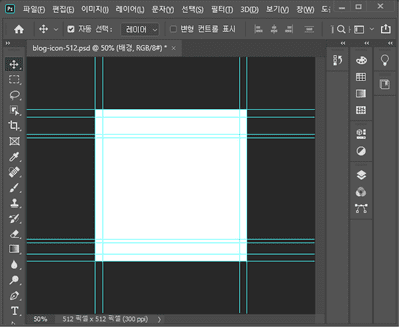 Ps 파일(F) 편집(E) 이미지(I) 레이어(L) 문자(Y) 선택(S) 필터(T) 3D(D) 보기(V) 창(W) 도
자동 선택: 레이어 변형 컨트롤 표시
blog-icon-512.psd @ 50% (배경, RGB/8#) *
50% 512 픽셀 x 512 픽셀 (300 ppi)